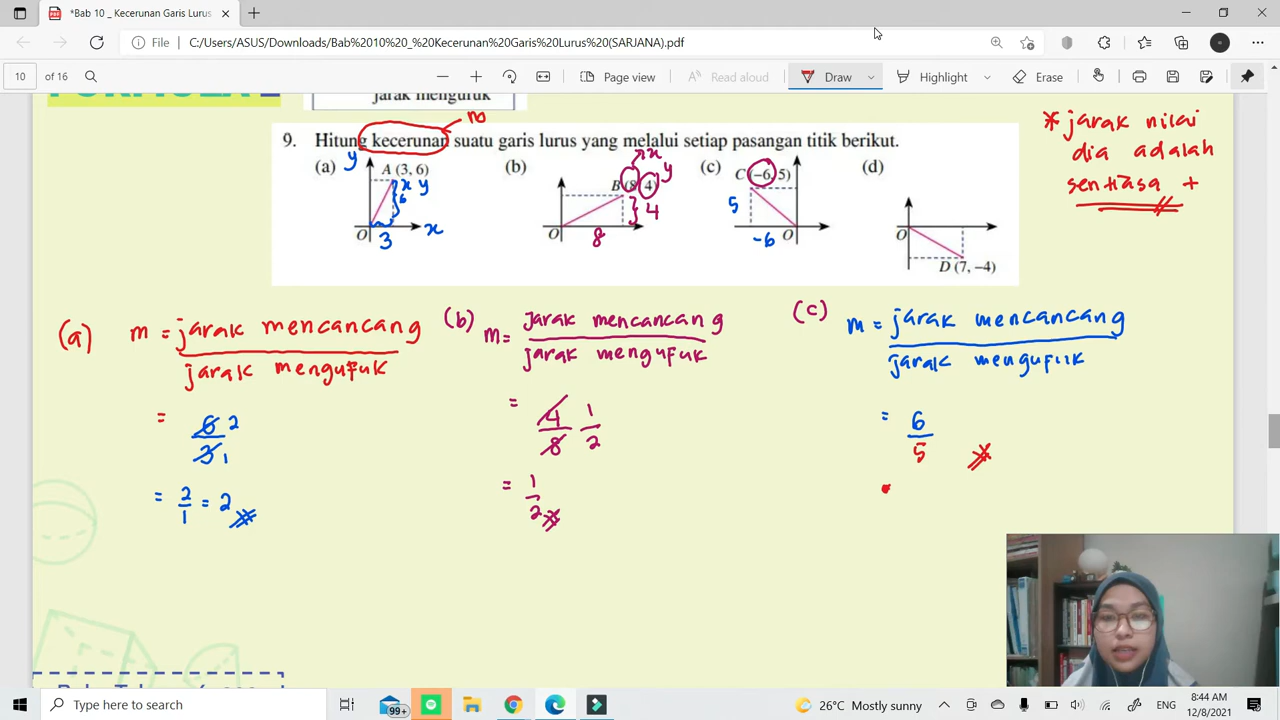 *Bab 10 _ Kecerunan Garis Lurus
File C:/Users/ASUS/Downloads/Bab%2010%20_%20Kecerunan%20Garis%20Lurus%20(SARJANA).pdf
10 of 16 Page view Read aloud Draw Highlight Erase
jarak mengufuk
m
9. Hitung kecerunan suatu garis lurus yang melalui setiap pasangan titik berikut.
* jarak nilai
dia adalah
sentiasa +
(a) y A (3, 6) x y 6 O 3 x
(b) B (8, 4) x y 4 O 8
(c) C (−6, 5) 5 −6 O
(d) O D (7, −4)
(a) m = jarak mencancang
jarak mengufuk
= 6 2
3 1
= 2 = 2
1
(b) m = jarak mencancang
jarak mengufuk
= 4 1
8 2
= 1
2
(c) m = jarak mencancang
jarak mengufuk
= 6
5
Type here to search
99+
26°C Mostly sunny
8:44 AM
12/8/2021